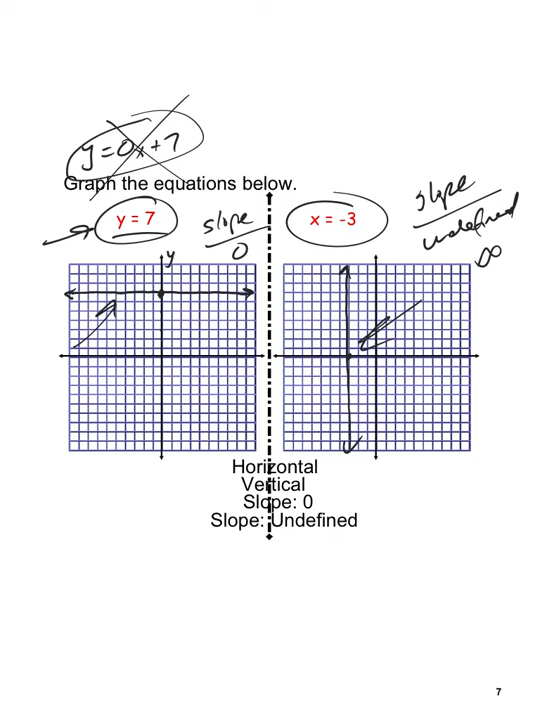 y = 0x + 7
Graph the equations below.
y = 7
slope
0
x = -3
slope
undefined
∞
y
Horizontal
Vertical
Slope: 0
Slope: Undefined
7